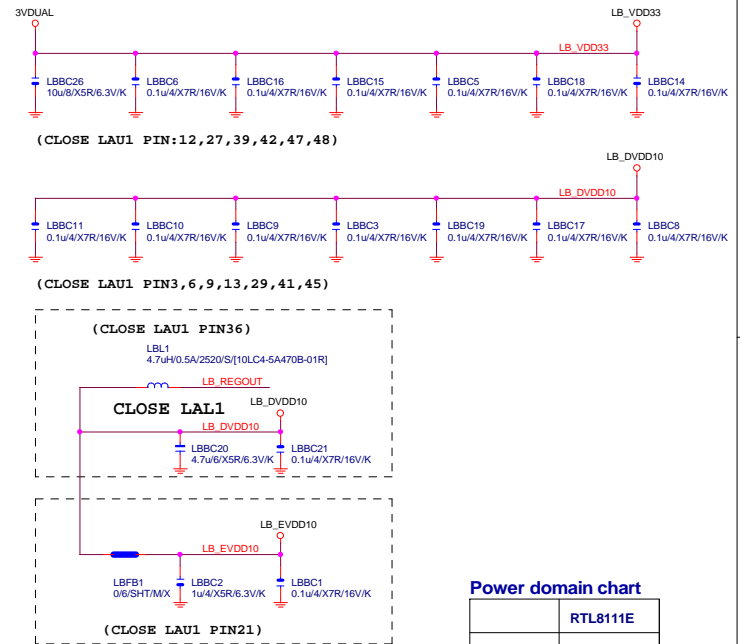 3VDUAL
LB_VDD33
LB_VDD33
LBBC26
10u/8/X5R/6.3V/K
LBBC6
0.1u/4/X7R/16V/K
LBBC16
0.1u/4/X7R/16V/K
LBBC15
0.1u/4/X7R/16V/K
LBBC5
0.1u/4/X7R/16V/K
LBBC18
0.1u/4/X7R/16V/K
LBBC14
0.1u/4/X7R/16V/K
(CLOSE LAU1 PIN:12,27,39,42,47,48)
LB_DVDD10
LB_DVDD10
LBBC11
0.1u/4/X7R/16V/K
LBBC10
0.1u/4/X7R/16V/K
LBBC9
0.1u/4/X7R/16V/K
LBBC3
0.1u/4/X7R/16V/K
LBBC19
0.1u/4/X7R/16V/K
LBBC17
0.1u/4/X7R/16V/K
LBBC8
0.1u/4/X7R/16V/K
(CLOSE LAU1 PIN3,6,9,13,29,41,45)
(CLOSE LAU1 PIN36)
LBL1
4.7uH/0.5A/2520/S/[10LC4-5A470B-01R]
LB_REGOUT
CLOSE LAL1
LB_DVDD10
LB_DVDD10
LBBC20
4.7u/6/X5R/6.3V/K
LBBC21
0.1u/4/X7R/16V/K
LB_EVDD10
LB_EVDD10
LBFB1
0/6/SHT/M/X
LBBC2
1u/4/X5R/6.3V/K
LBBC1
0.1u/4/X7R/16V/K
(CLOSE LAU1 PIN21)
Power domain chart
RTL8111E